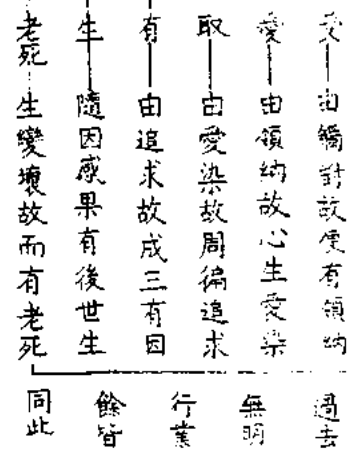 受 由觸對故便有領納
愛 由領納故心生愛染
取 由愛染故周徧追求
有 由追求故成三有因
生 隨因感果有後世生
老死 生變壞故而有老死
過去
無明
行業
餘皆
同此